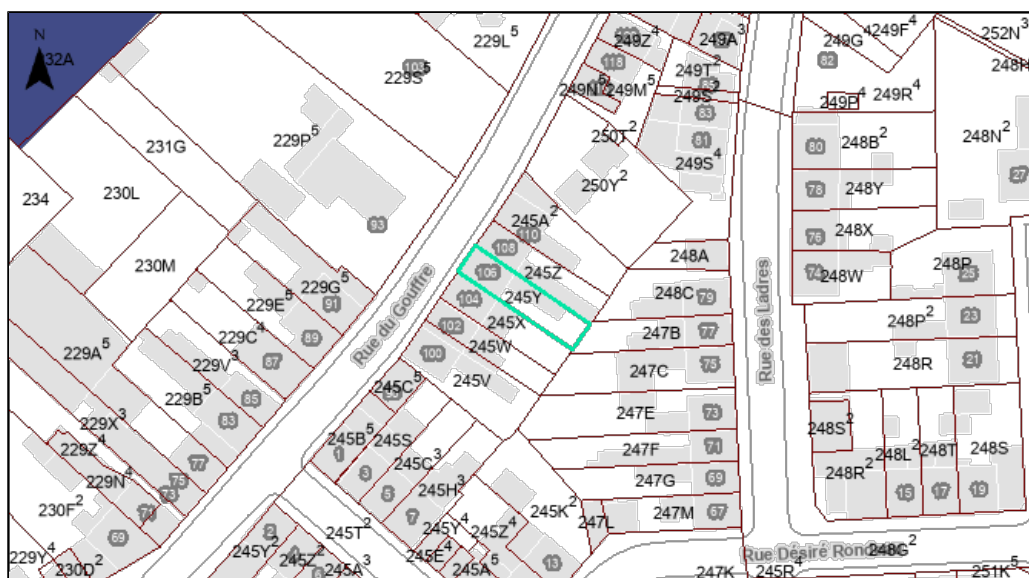 N
32A
229L⁵
229S⁵
249Z⁴
118
249A³
249G
82
4249F⁴
252N³
248H
249N⁵
249M⁵
249T²
249S²
83
249P⁴
249R⁴
231G
229P⁵
250T²
81
249S⁴
80
248B²
248N²
27
234
230L
93
250Y²
78
248Y
245A²
110
108
76
248X
230M
106
245Z
248A
248W
248P
25
229G⁵
91
229E⁵
Rue du Gouffre
245Y
248C
79
104
245X
248P²
23
229C⁴
89
102
245W
247B
77
Rue des Ladres
229A⁵
229V³
87
100
245V
247C
75
248R
21
229B⁵
85
245C⁵
229X³
83
247E
73
248S²
229Z⁴
77
245B⁵
245S
1
247F
71
248L²
248T
248S
229N⁴
75
73
3
245C³
247G
69
248R²
5
245H³
15
17
19
230F²
71
7
245Y⁴
245Z⁴
245K²
247L
247M
67
69
2
245T²
229Y⁴
230D²
245Y²
245Z²
245A³
245E⁴
245A⁵
13
Rue Désiré
248G²
247K
245R⁴
251K⁵